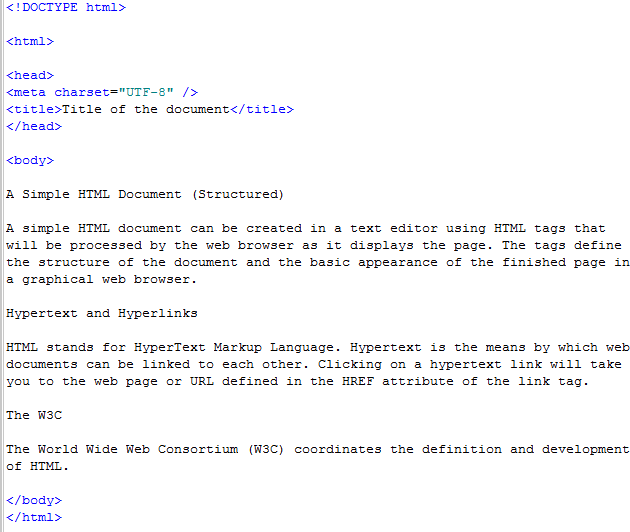 <!DOCTYPE html>
<html>
<head>
<meta charset="UTF-8" />
<title>Title of the document</title>
</head>
<body>
A Simple HTML Document (Structured)
A simple HTML document can be created in a text editor using HTML tags that
will be processed by the web browser as it displays the page. The tags define
the structure of the document and the basic appearance of the finished page in
a graphical web browser.
Hypertext and Hyperlinks
HTML stands for HyperText Markup Language. Hypertext is the means by which web
documents can be linked to each other. Clicking on a hypertext link will take
you to the web page or URL defined in the HREF attribute of the link tag.
The W3C
The World Wide Web Consortium (W3C) coordinates the definition and development
of HTML.
</body>
</html>